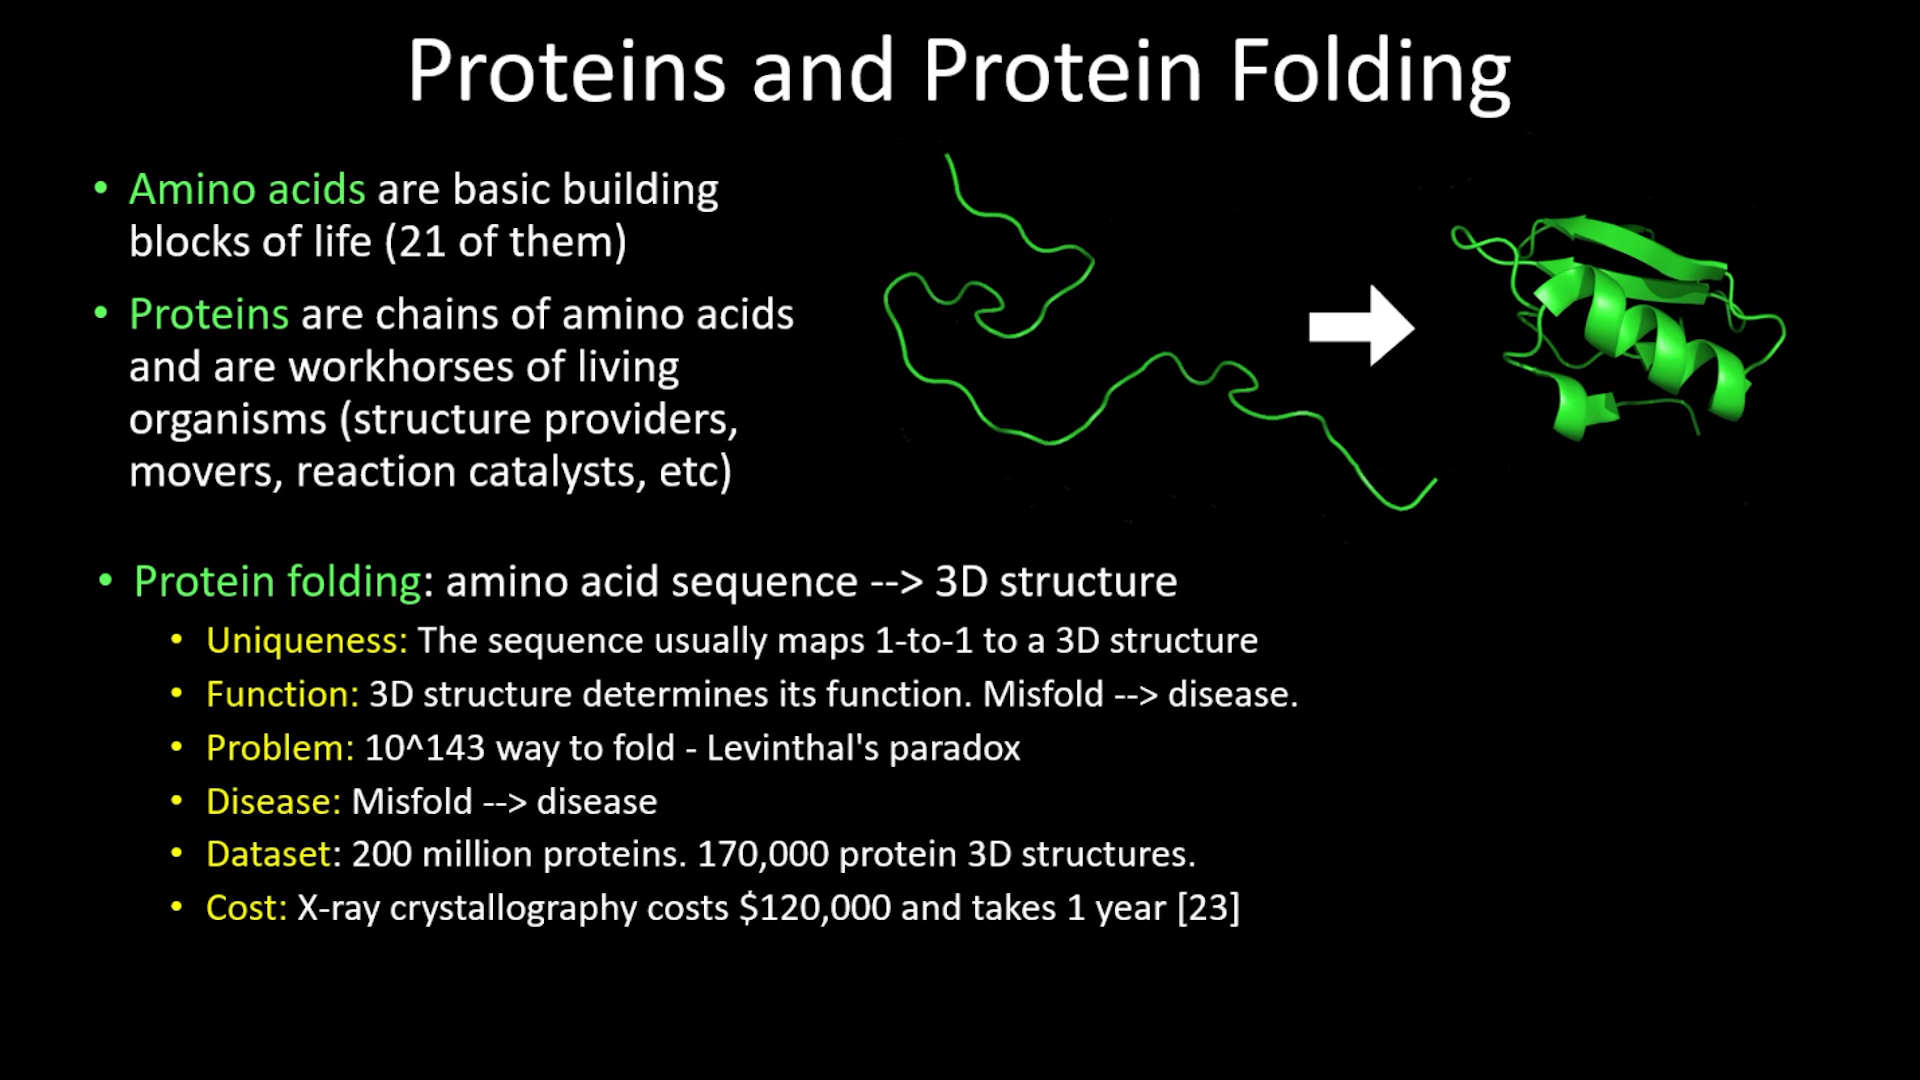 Proteins and Protein Folding
• Amino acids are basic building
blocks of life (21 of them)
• Proteins are chains of amino acids
and are workhorses of living
organisms (structure providers,
movers, reaction catalysts, etc)
• Protein folding: amino acid sequence --> 3D structure
• Uniqueness: The sequence usually maps 1-to-1 to a 3D structure
• Function: 3D structure determines its function. Misfold --> disease.
• Problem: 10^143 way to fold - Levinthal's paradox
• Disease: Misfold --> disease
• Dataset: 200 million proteins. 170,000 protein 3D structures.
• Cost: X-ray crystallography costs $120,000 and takes 1 year [23]